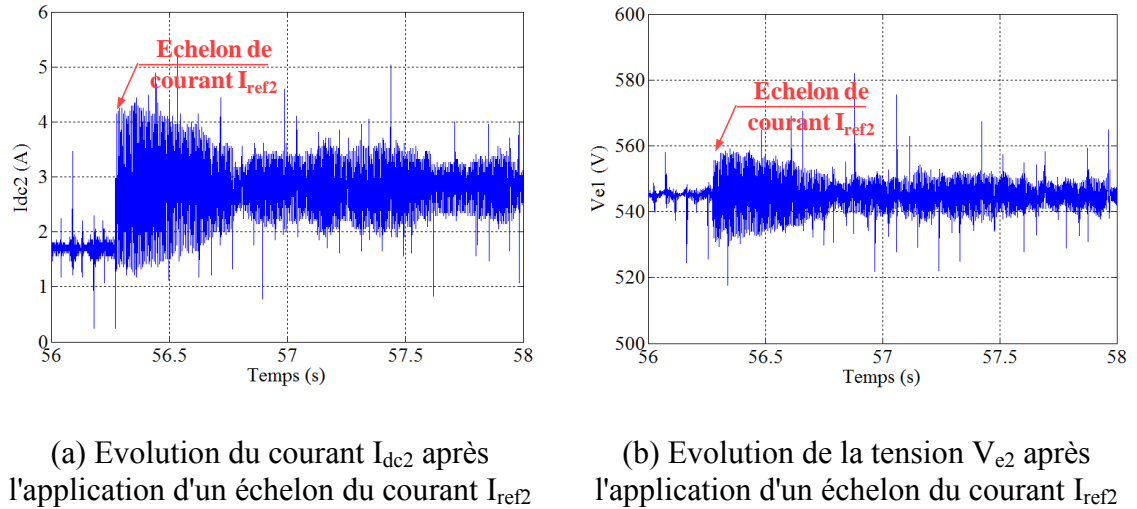 Echelon de
courant Iref2
6
5
4
3
2
1
0
Idc2 (A)
56
56.5
57
57.5
58
Temps (s)
Echelon de
courant Iref2
600
580
560
540
520
500
Ve1 (V)
56
56.5
57
57.5
58
Temps (s)
(a) Evolution du courant Idc2 après
l'application d'un échelon du courant Iref2
(b) Evolution de la tension Ve2 après
l'application d'un échelon du courant Iref2